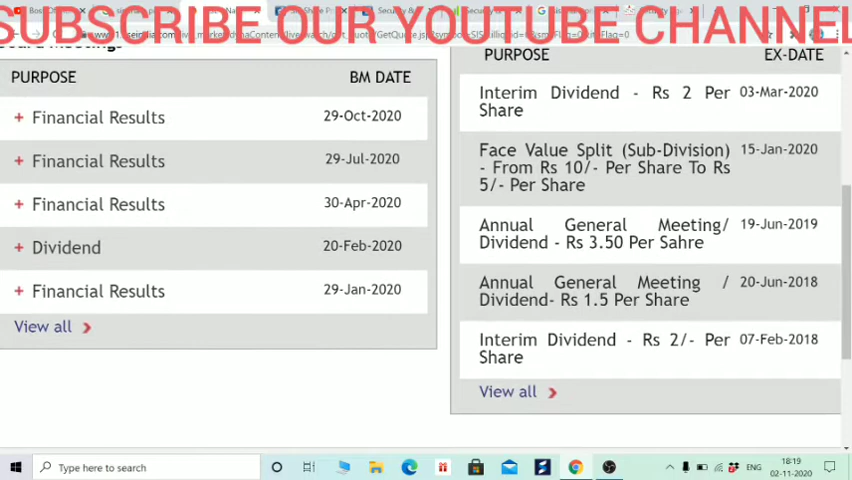 SUBSCRIBE OUR YOUTUBE CHANNEL
Board Meetings
PURPOSE BM DATE
+ Financial Results 29-Oct-2020
+ Financial Results 29-Jul-2020
+ Financial Results 30-Apr-2020
+ Dividend 20-Feb-2020
+ Financial Results 29-Jan-2020
View all
PURPOSE EX-DATE
Interim Dividend - Rs 2 Per 03-Mar-2020
Share
Face Value Split (Sub-Division) 15-Jan-2020
- From Rs 10/- Per Share To Rs
5/- Per Share
Annual General Meeting/ 19-Jun-2019
Dividend - Rs 3.50 Per Sahre
Annual General Meeting / 20-Jun-2018
Dividend- Rs 1.5 Per Share
Interim Dividend - Rs 2/- Per 07-Feb-2018
Share
View all
Type here to search
ENG
18:19
02-11-2020